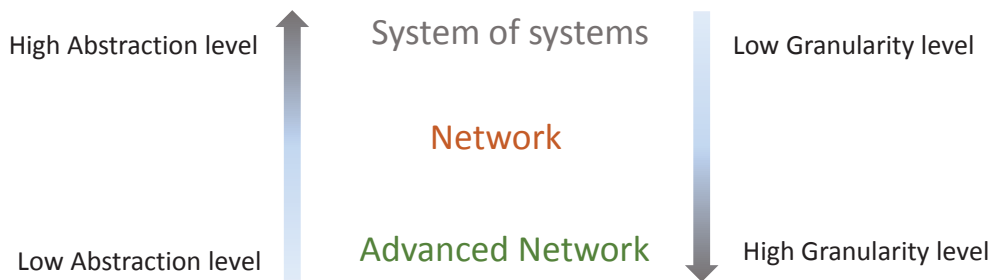 High Abstraction level
System of systems
Low Granularity level
Network
Low Abstraction level
Advanced Network
High Granularity level